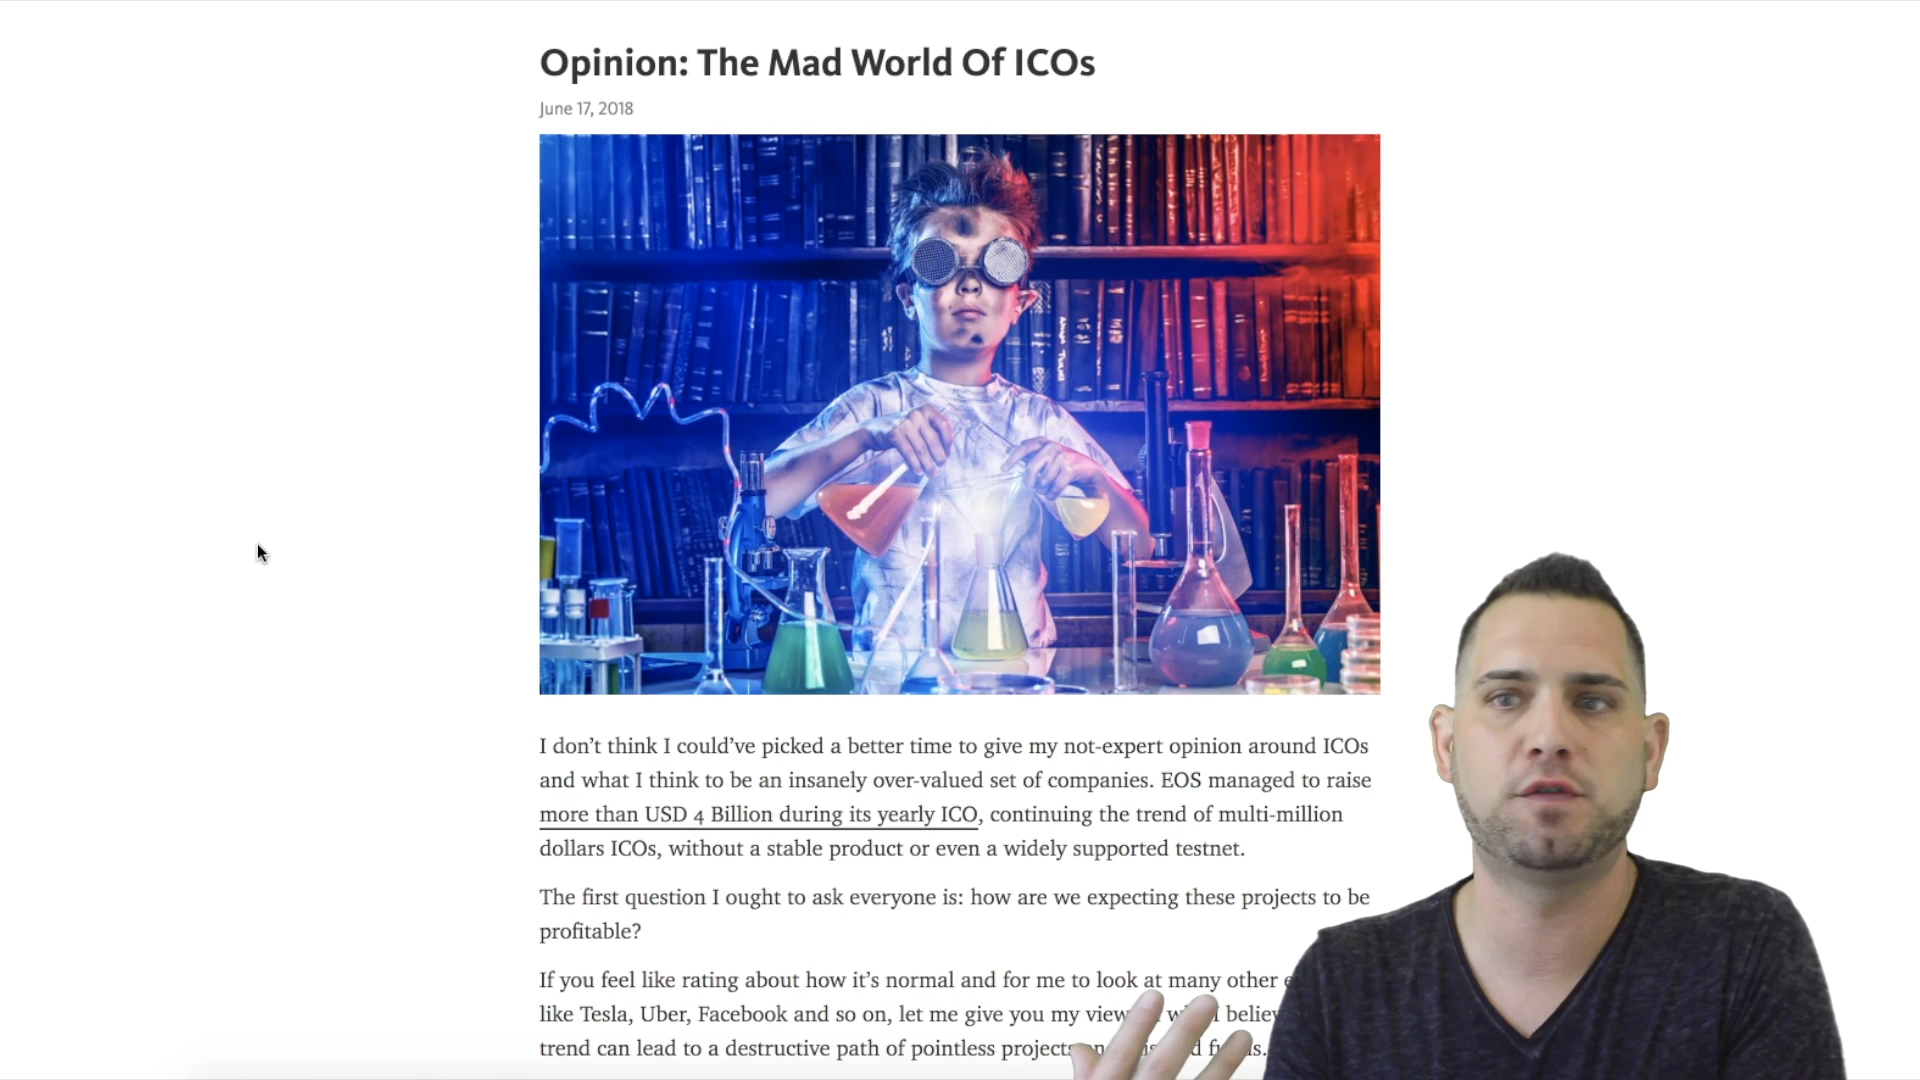 Opinion: The Mad World Of ICOs
June 17, 2018
I don’t think I could’ve picked a better time to give my not-expert opinion around ICOs
and what I think to be an insanely over-valued set of companies. EOS managed to raise
more than USD 4 Billion during its yearly ICO, continuing the trend of multi-million
dollars ICOs, without a stable product or even a widely supported testnet.
The first question I ought to ask everyone is: how are we expecting these projects to be
profitable?
If you feel like rating about how it’s normal and for me to look at many other
like Tesla, Uber, Facebook and so on, let me give you my view
trend can lead to a destructive path of pointless projects